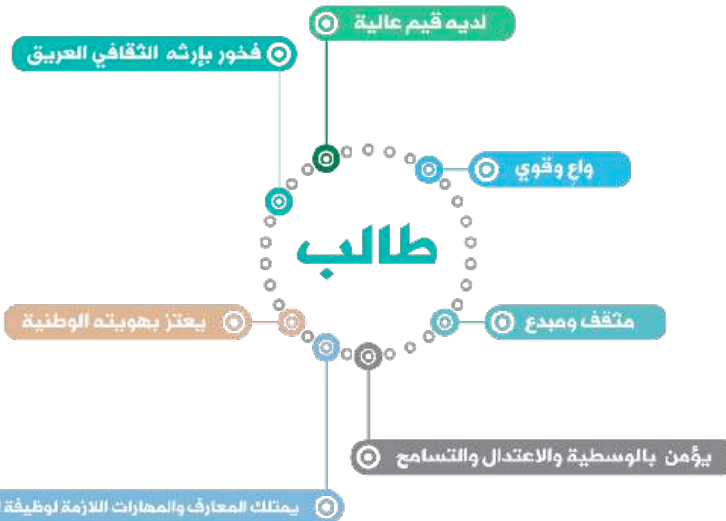 لديه قيم عالية
فخور بإرثه الثقافي العريق
واع وقوي
طالب
يعتز بهويته الوطنية
مثقف ومبدع
يؤمن بالوسطية والاعتدال والتسامح
يمتلك المعارف والمهارات اللازمة لوظيفة